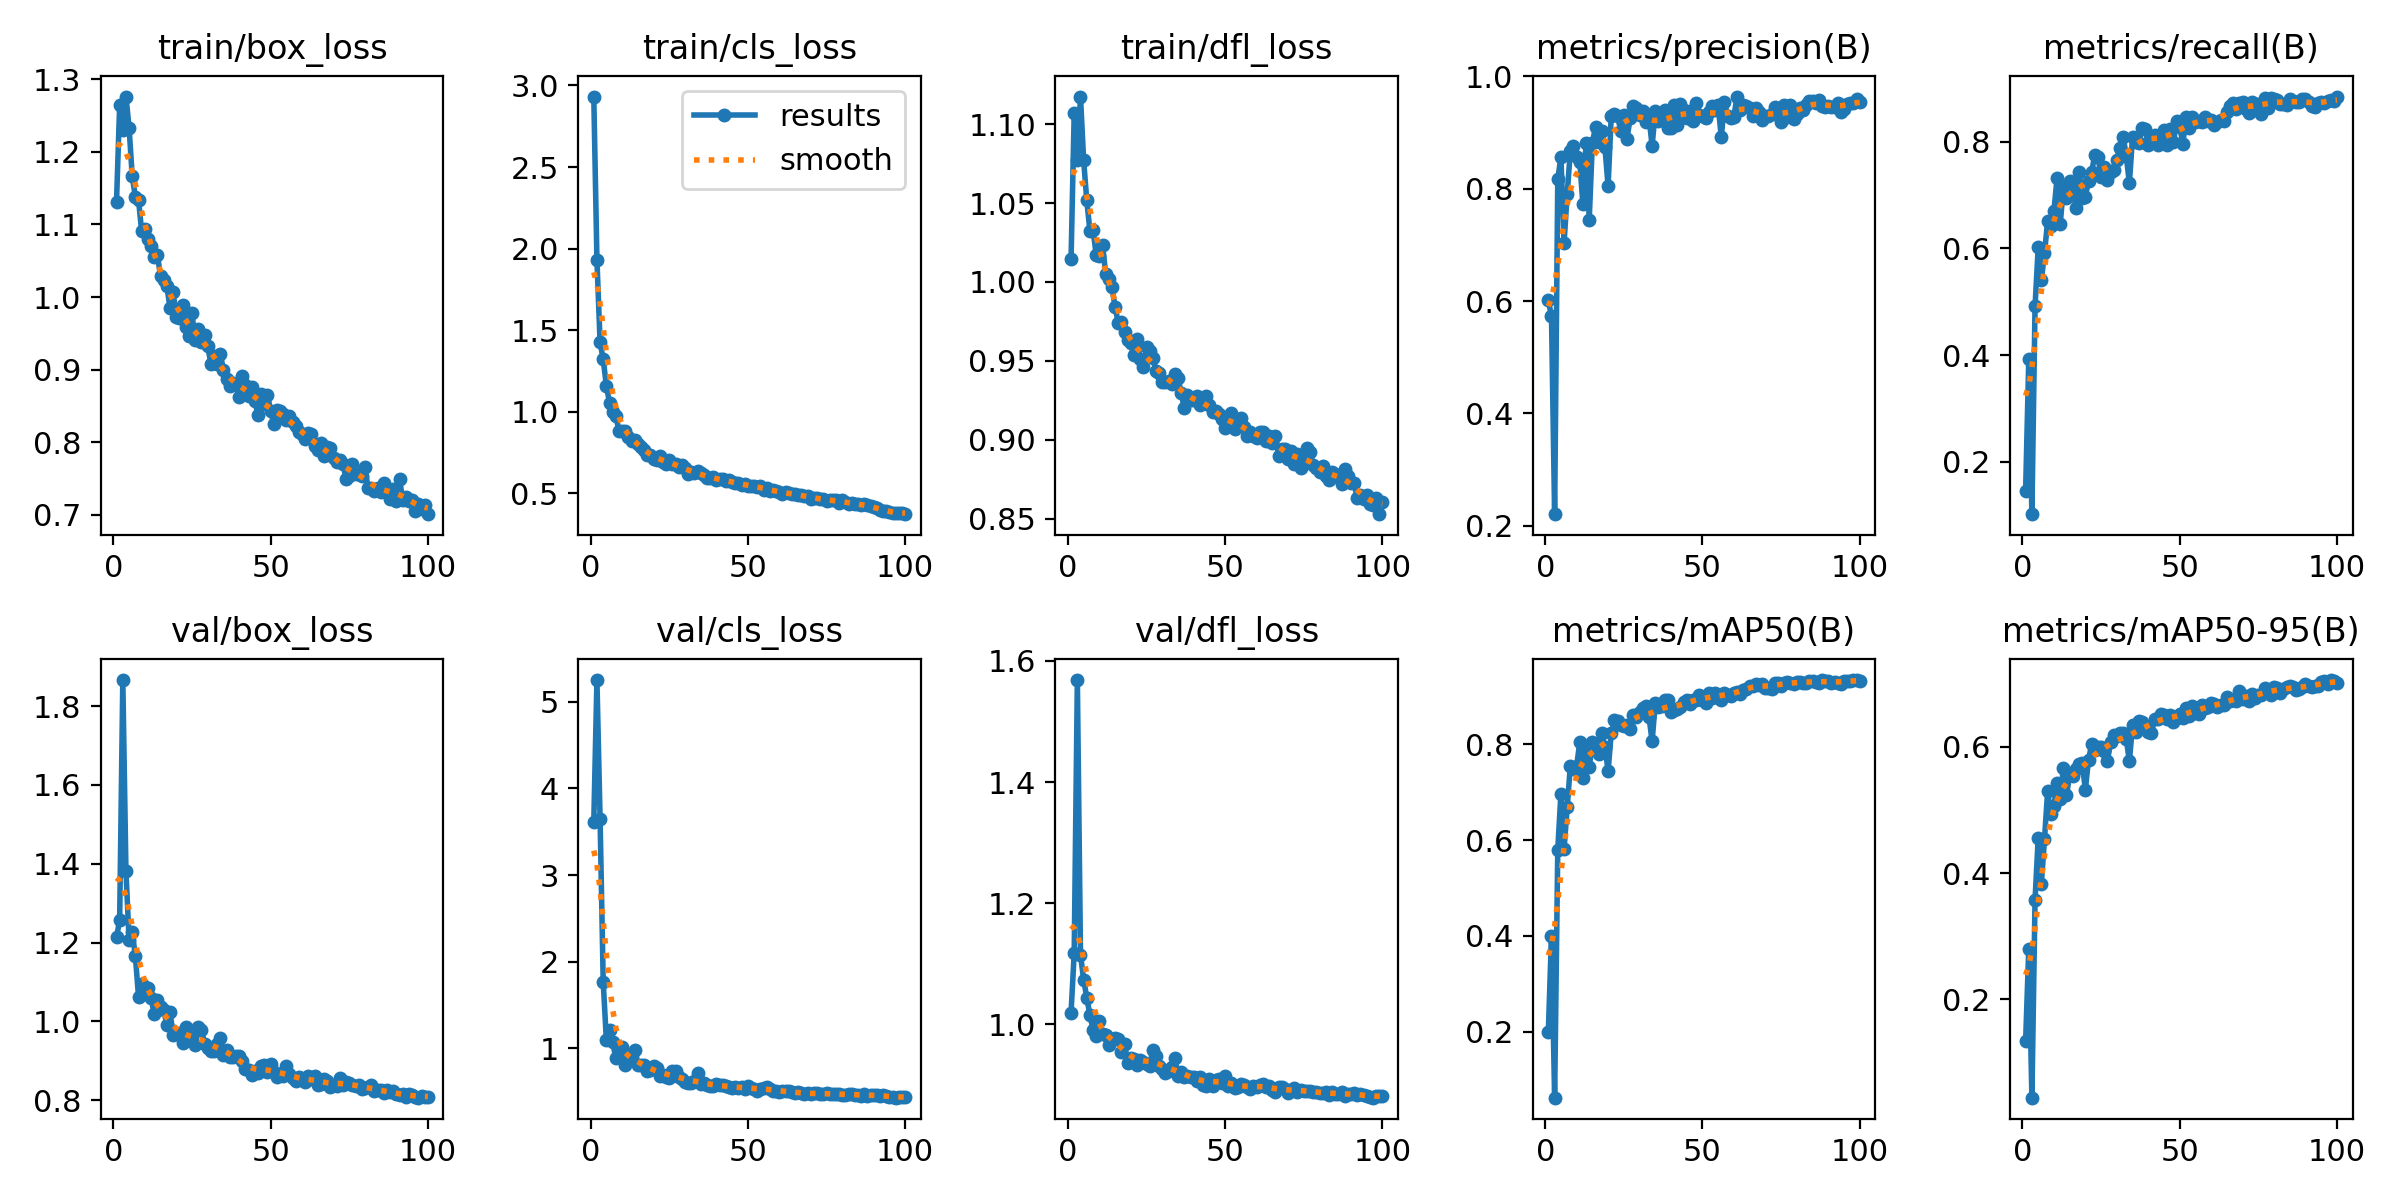 train/box_loss
1.3
1.2
1.1
1.0
0.9
0.8
0.7
0 50 100
train/cls_loss
results
smooth
3.0
2.5
2.0
1.5
1.0
0.5
0 50 100
train/dfl_loss
1.10
1.05
1.00
0.95
0.90
0.85
0 50 100
metrics/precision(B)
1.0
0.8
0.6
0.4
0.2
0 50 100
metrics/recall(B)
0.8
0.6
0.4
0.2
0 50 100
val/box_loss
1.8
1.6
1.4
1.2
1.0
0.8
0 50 100
val/cls_loss
5
4
3
2
1
0 50 100
val/dfl_loss
1.6
1.4
1.2
1.0
0 50 100
metrics/mAP50(B)
0.8
0.6
0.4
0.2
0 50 100
metrics/mAP50-95(B)
0.6
0.4
0.2
0 50 100